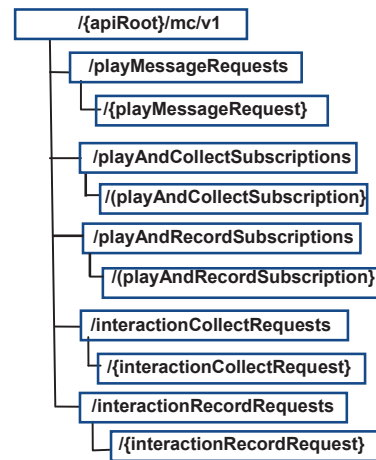 /{apiRoot}/mc/v1
/playMessageRequests
/{playMessageRequest}
/playAndCollectSubscriptions
/(playAndCollectSubscription}
/playAndRecordSubscriptions
/(playAndRecordSubscription}
/interactionCollectRequests
/{interactionCollectRequest}
/interactionRecordRequests
/{interactionRecordRequest}